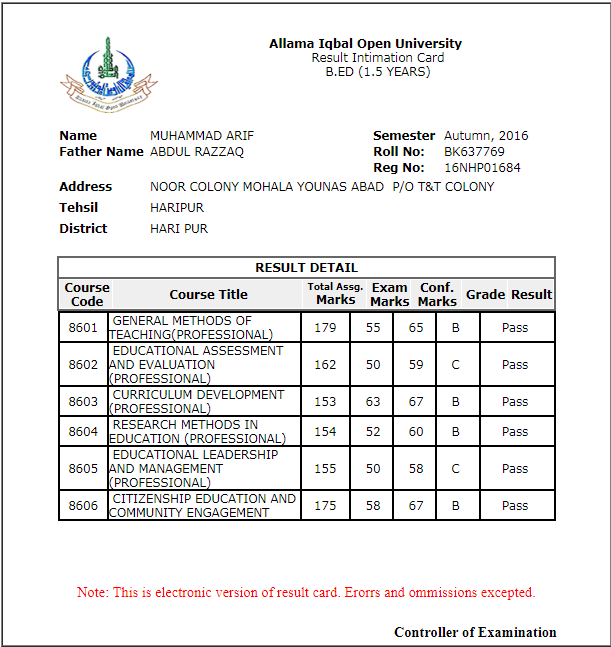 Allama Iqbal Open University
Result Intimation Card
B.ED (1.5 YEARS)
Allama Iqbal Open University
Name MUHAMMAD ARIF Semester Autumn, 2016
Father Name ABDUL RAZZAQ Roll No: BK637769
Reg No: 16NHP01684
Address NOOR COLONY MOHALA YOUNAS ABAD P/O T&T COLONY
Tehsil HARIPUR
District HARI PUR
RESULT DETAIL
Course Code Course Title Total Assg. Marks Exam Marks Conf. Marks Grade Result
8601 GENERAL METHODS OF TEACHING(PROFESSIONAL) 179 55 65 B Pass
8602 EDUCATIONAL ASSESSMENT AND EVALUATION (PROFESSIONAL) 162 50 59 C Pass
8603 CURRICULUM DEVELOPMENT (PROFESSIONAL) 153 63 67 B Pass
8604 RESEARCH METHODS IN EDUCATION (PROFESSIONAL) 154 52 60 B Pass
8605 EDUCATIONAL LEADERSHIP AND MANAGEMENT (PROFESSIONAL) 155 50 58 C Pass
8606 CITIZENSHIP EDUCATION AND COMMUNITY ENGAGEMENT 175 58 67 B Pass
Note: This is electronic version of result card. Erorrs and ommissions excepted.
Controller of Examination